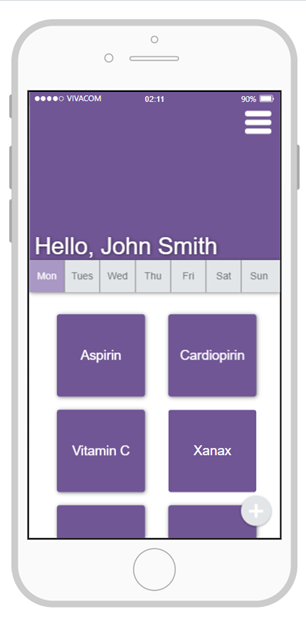 VIVACOM 02:11 90%
Hello, John Smith
Mon Tues Wed Thu Fri Sat Sun
Aspirin Cardiopirin
Vitamin C Xanax
+